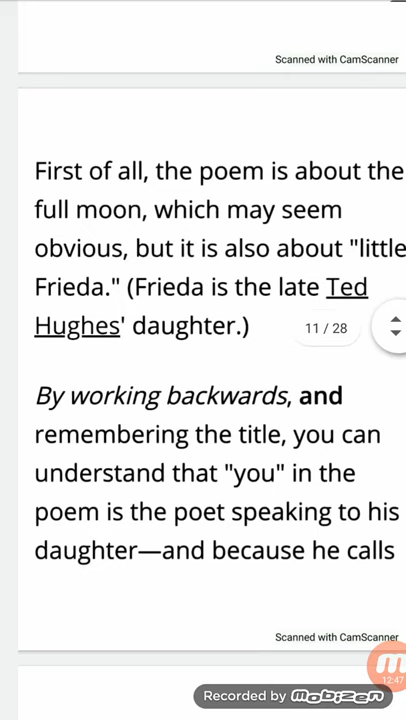 Scanned with CamScanner
First of all, the poem is about the
full moon, which may seem
obvious, but it is also about "little
Frieda." (Frieda is the late Ted
Hughes' daughter.)
11 / 28
By working backwards, and
remembering the title, you can
understand that "you" in the
poem is the poet speaking to his
daughter—and because he calls
Scanned with CamScanner
12:47
Recorded by mobizen